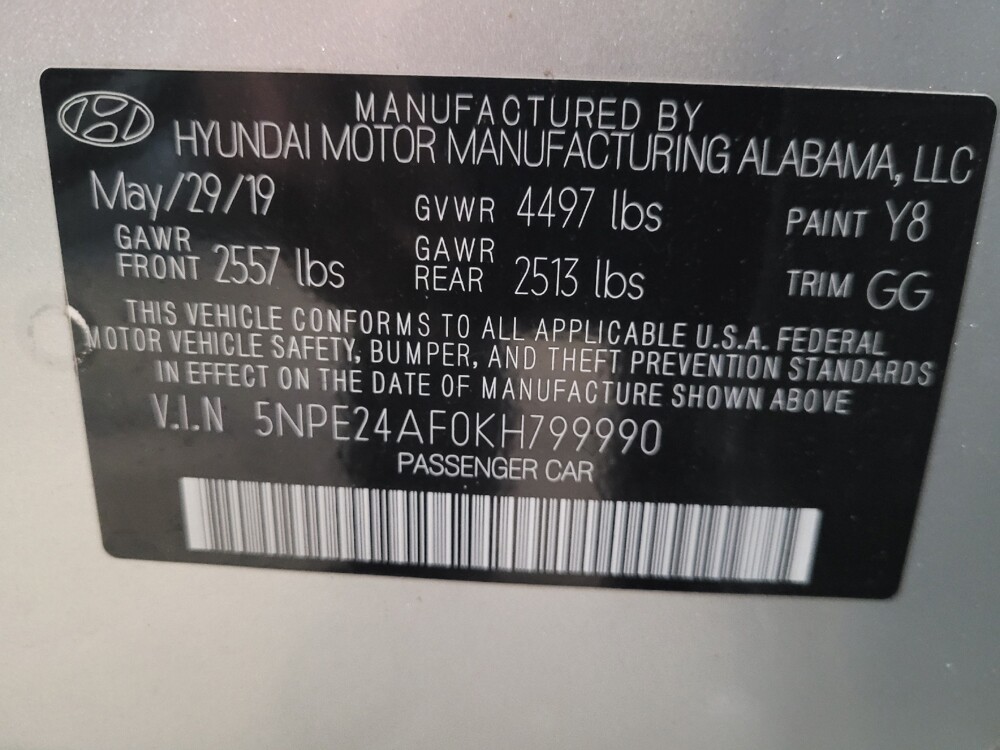 MANUFACTURED BY
HYUNDAI MOTOR MANUFACTURING ALABAMA, LLC
May/29/19 GVWR 4497 lbs PAINT Y8
GAWR FRONT 2557 lbs GAWR REAR 2513 lbs TRIM GG
THIS VEHICLE CONFORMS TO ALL APPLICABLE U.S.A. FEDERAL
MOTOR VEHICLE SAFETY, BUMPER, AND THEFT PREVENTION STANDARDS
IN EFFECT ON THE DATE OF MANUFACTURE SHOWN ABOVE
V.I.N 5NPE24AF0KH799990
PASSENGER CAR